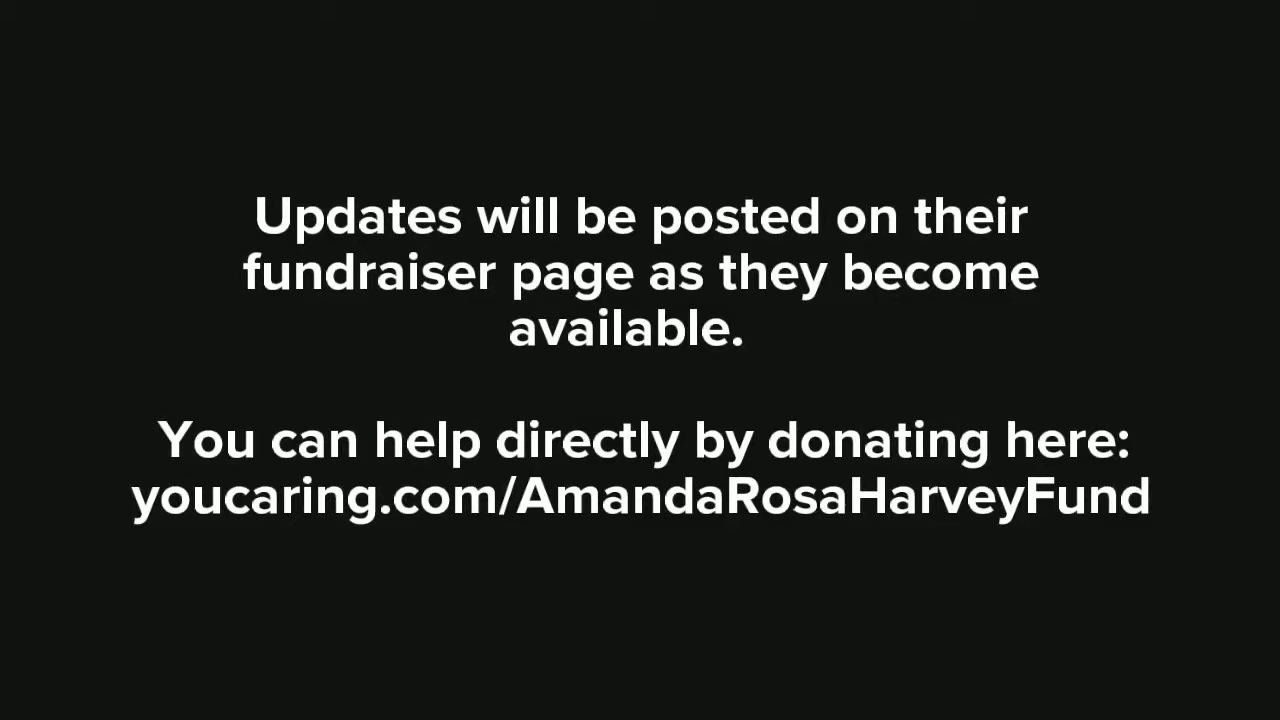 Updates will be posted on their
fundraiser page as they become
available.
You can help directly by donating here:
youcaring.com/AmandaRosaHarveyFund